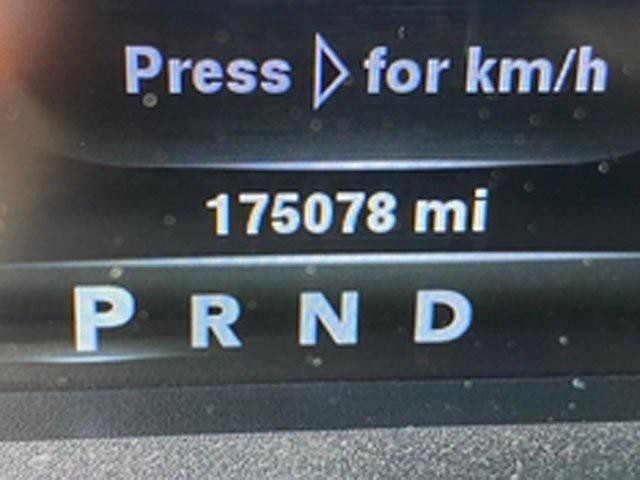 Press ▷ for km/h
175078 mi
P R N D